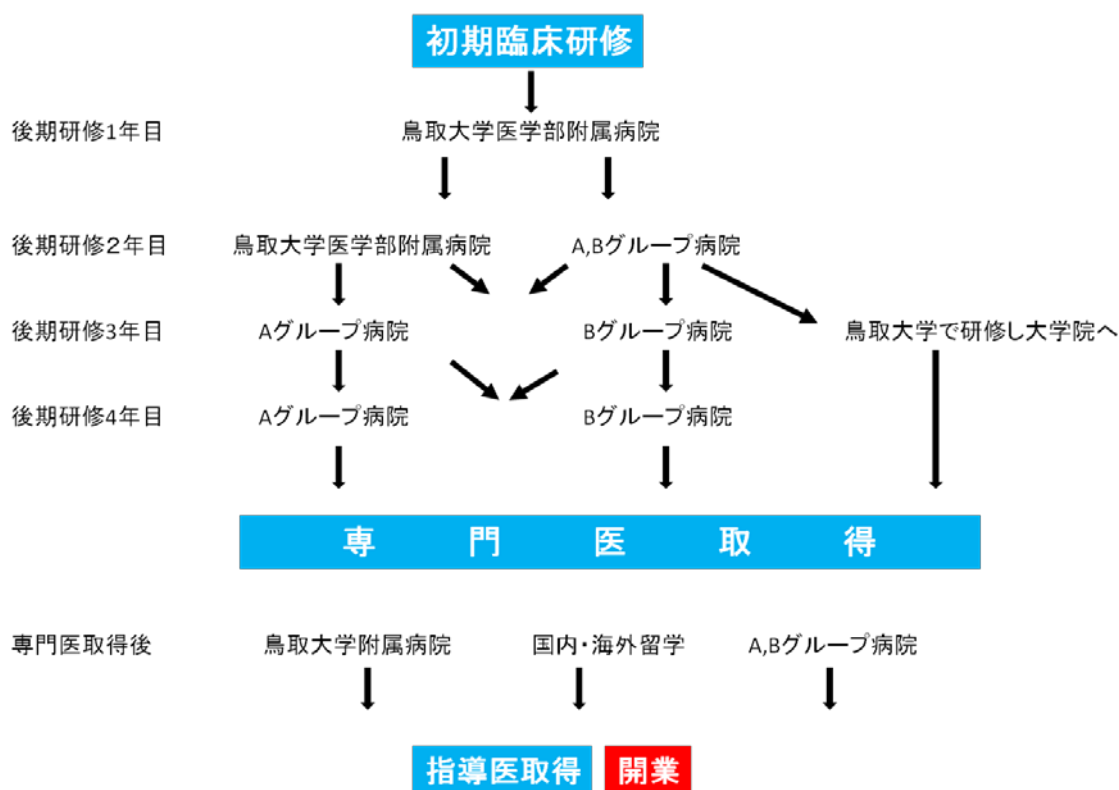 初期臨床研修
後期研修1年目 鳥取大学医学部附属病院
後期研修２年目 鳥取大学医学部附属病院 A,Bグループ病院
後期研修3年目 Aグループ病院 Bグループ病院 鳥取大学で研修し大学院へ
後期研修4年目 Aグループ病院 Bグループ病院
専門医取得
専門医取得後 鳥取大学附属病院 国内・海外留学 A,Bグループ病院
指導医取得 開業